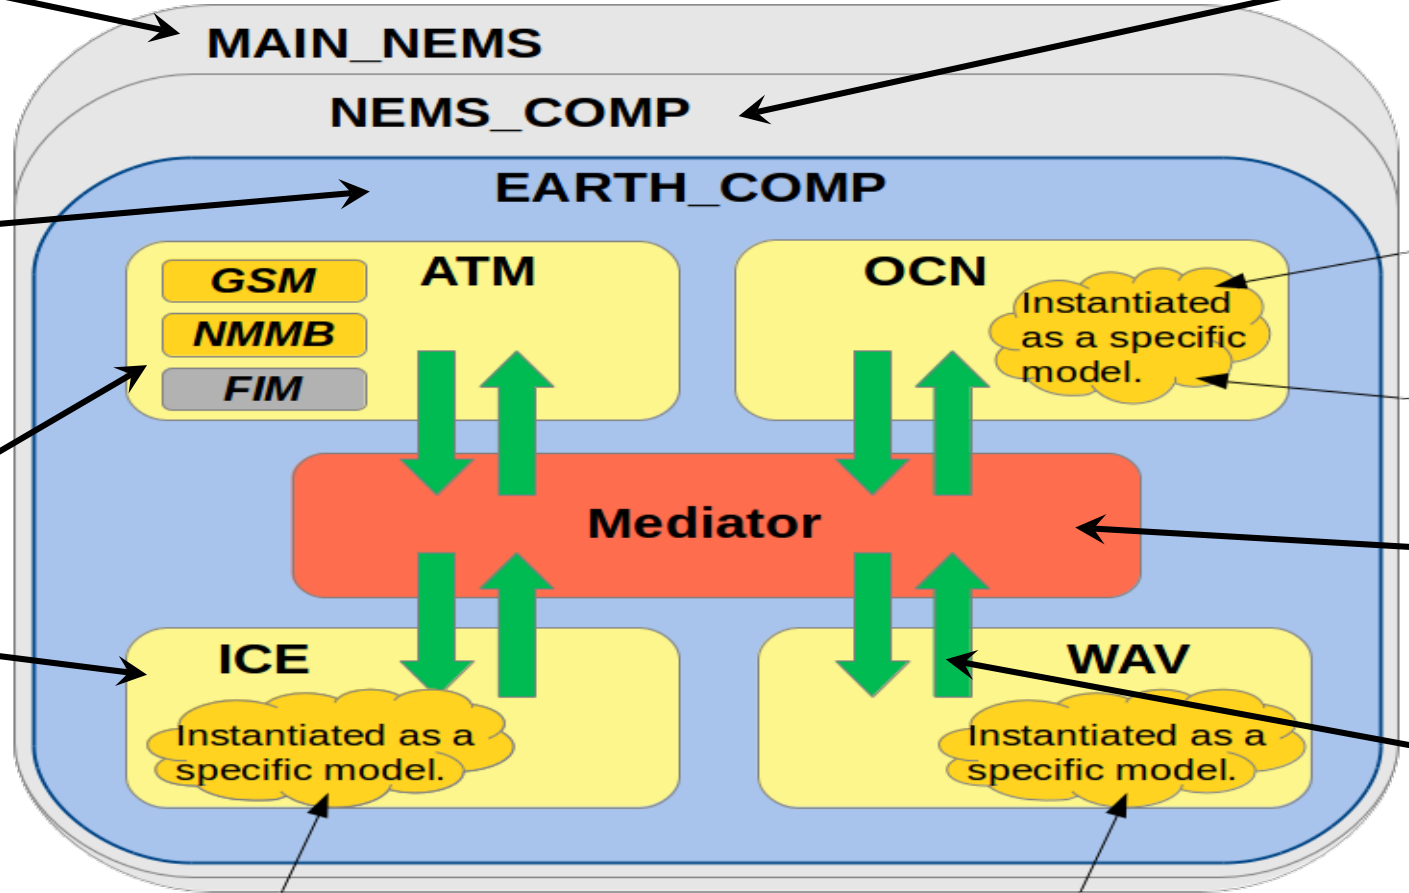 MAIN_NEMS
NEMS_COMP
EARTH_COMP
ATM
GSM
NMMB
FIM
OCN
Instantiated
as a specific
model.
Mediator
ICE
Instantiated as a
specific model.
WAV
Instantiated as a
specific model.